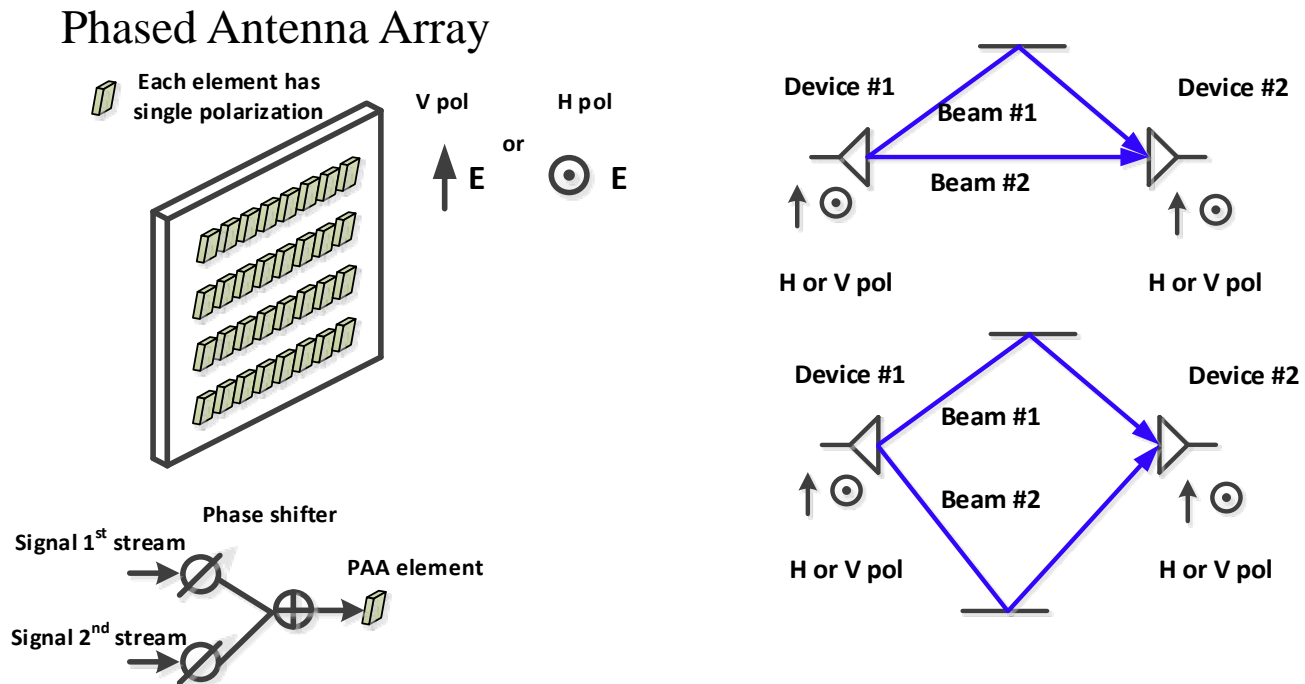 Phased Antenna Array
Each element has
single polarization
V pol
or
H pol
E
E
Phase shifter
Signal 1st stream
PAA element
Signal 2nd stream
Device #1
Device #2
Beam #1
Beam #2
H or V pol
H or V pol
Device #1
Device #2
Beam #1
Beam #2
H or V pol
H or V pol